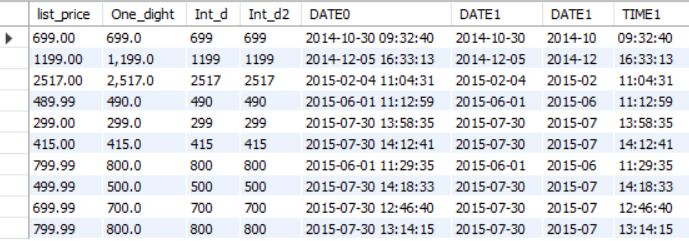 list_price One_dight Int_d Int_d2 DATE0 DATE1 DATE1 TIME1
699.00 699.0 699 699 2014-10-30 09:32:40 2014-10-30 2014-10 09:32:40
1199.00 1,199.0 1199 1199 2014-12-05 16:33:13 2014-12-05 2014-12 16:33:13
2517.00 2,517.0 2517 2517 2015-02-04 11:04:31 2015-02-04 2015-02 11:04:31
489.99 490.0 490 490 2015-06-01 11:12:59 2015-06-01 2015-06 11:12:59
299.00 299.0 299 299 2015-07-30 13:58:35 2015-07-30 2015-07 13:58:35
415.00 415.0 415 415 2015-07-30 14:12:41 2015-07-30 2015-07 14:12:41
799.99 800.0 800 800 2015-06-01 11:29:35 2015-06-01 2015-06 11:29:35
499.99 500.0 500 500 2015-07-30 14:18:33 2015-07-30 2015-07 14:18:33
699.99 700.0 700 700 2015-07-30 12:46:40 2015-07-30 2015-07 12:46:40
799.99 800.0 800 800 2015-07-30 13:14:15 2015-07-30 2015-07 13:14:15